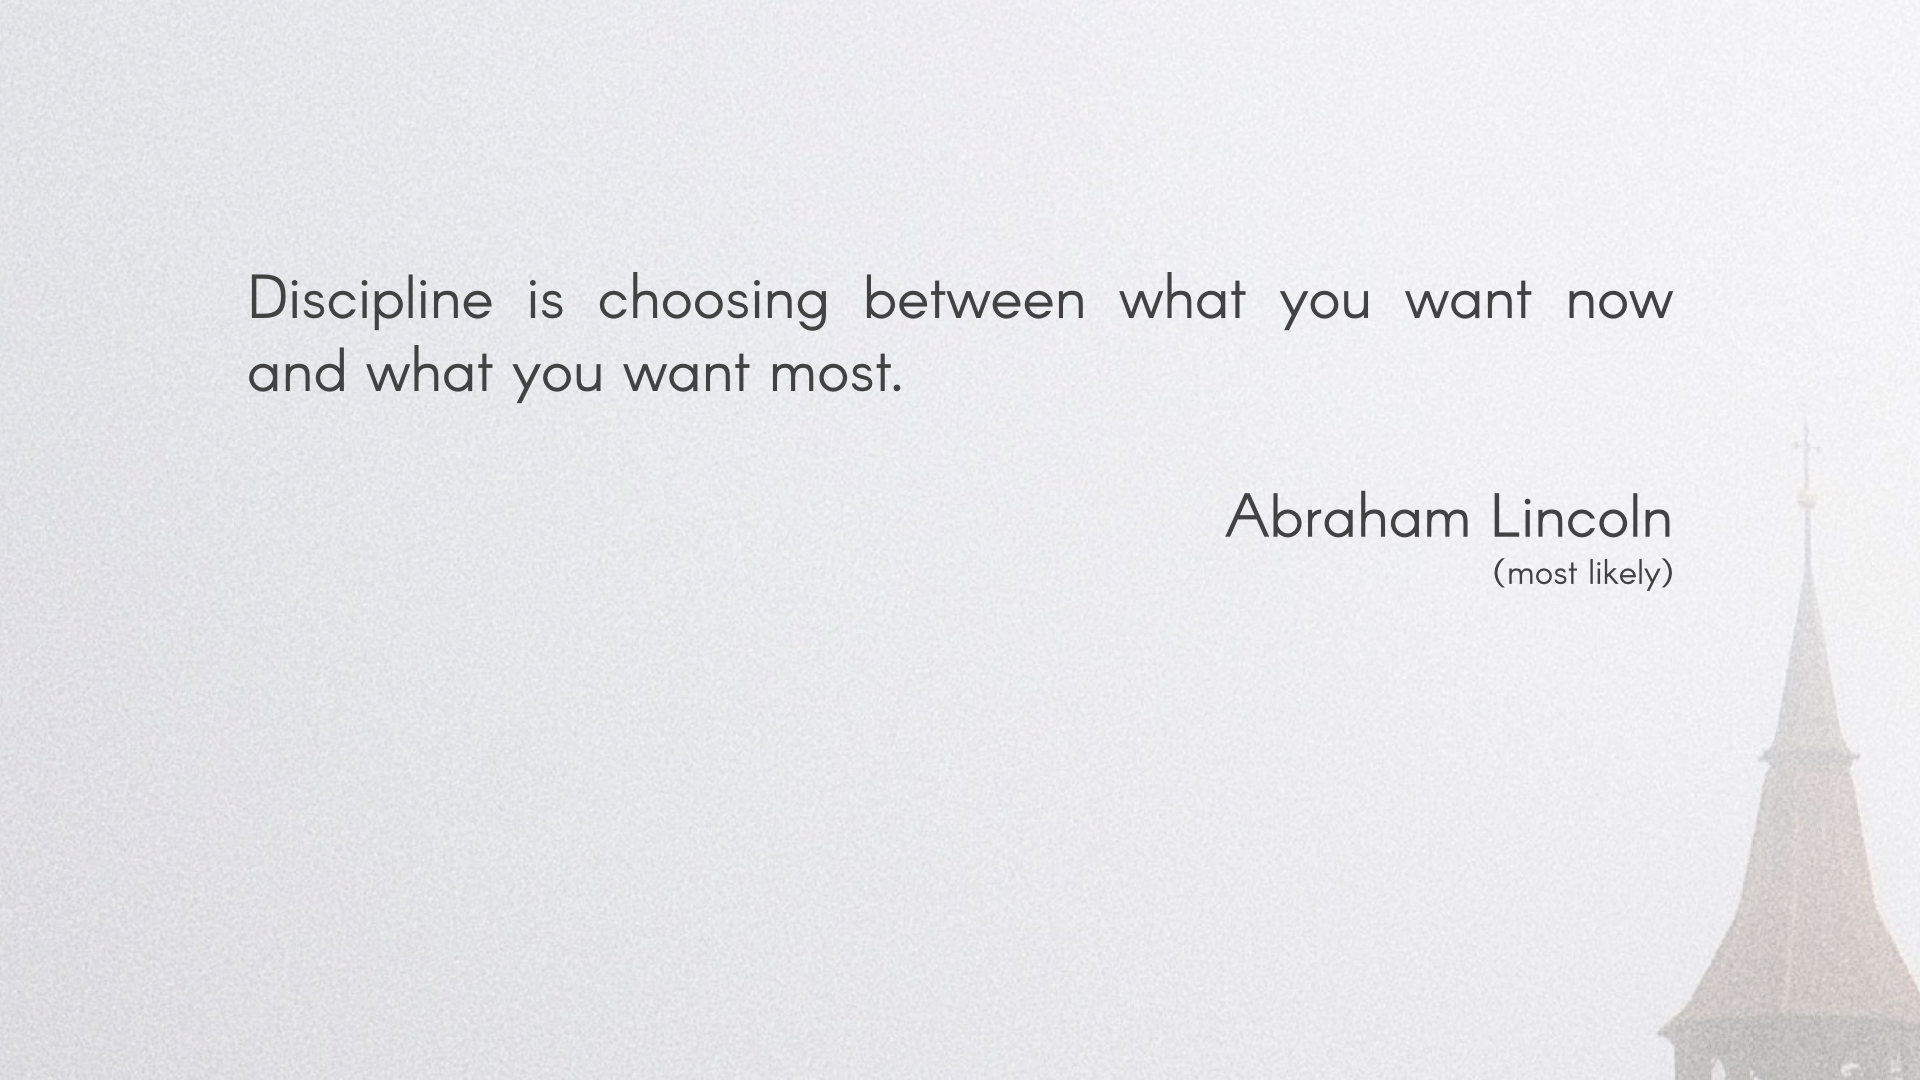 Discipline is choosing between what you want now
and what you want most.
Abraham Lincoln
(most likely)